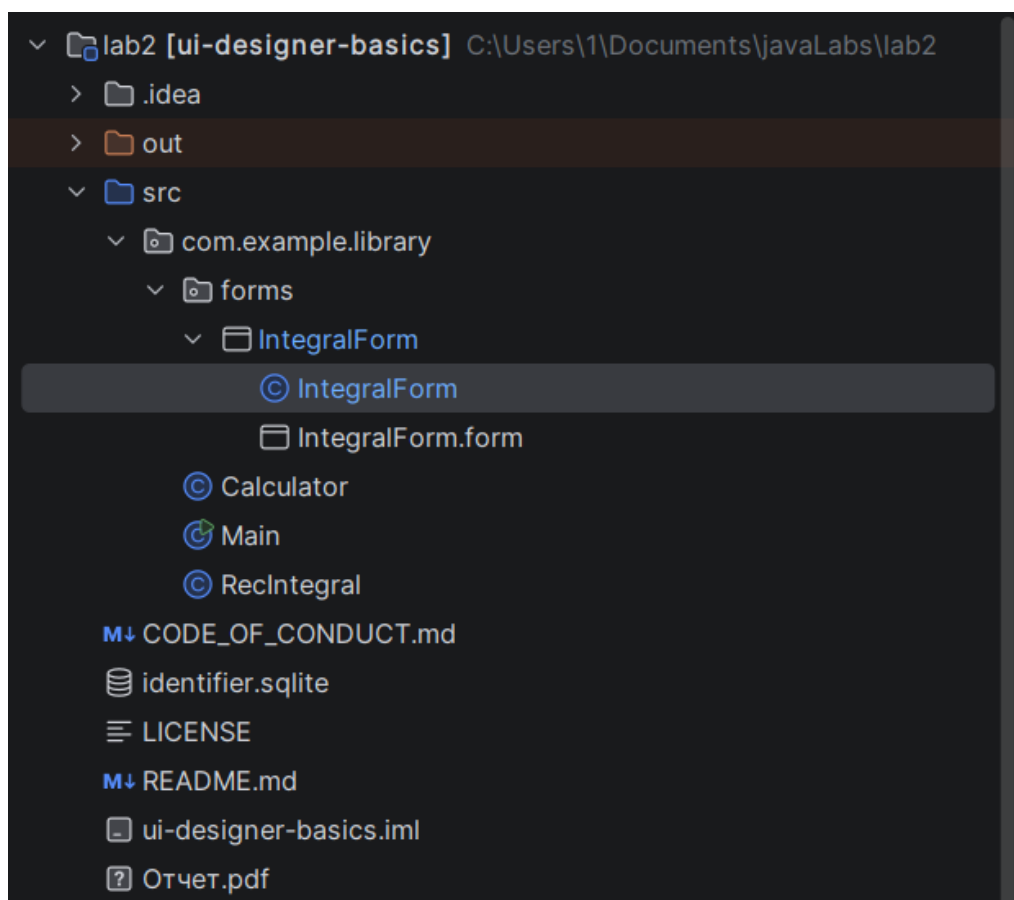 lab2 [ui-designer-basics] C:\Users\1\Documents\javaLabs\lab2
.idea
out
src
com.example.library
forms
IntegralForm
IntegralForm
IntegralForm.form
Calculator
Main
RecIntegral
CODE_OF_CONDUCT.md
identifier.sqlite
LICENSE
README.md
ui-designer-basics.iml
Отчет.pdf